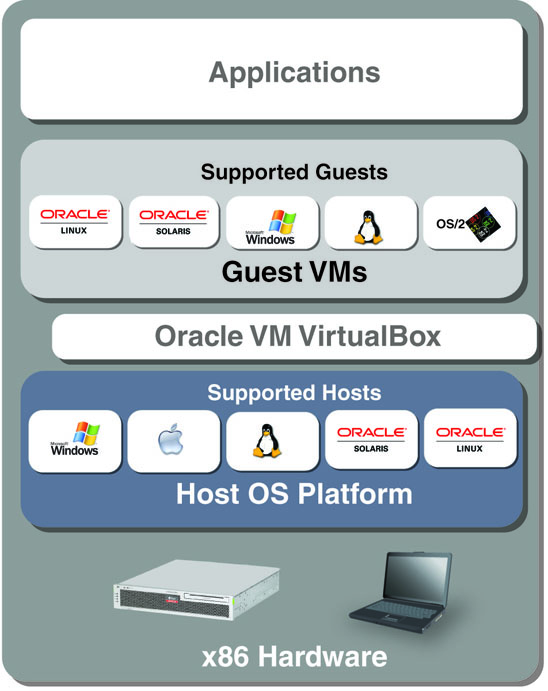 Applications
Supported Guests
ORACLE
LINUX
ORACLE
SOLARIS
Microsoft
Windows
OS/2
Guest VMs
Oracle VM VirtualBox
Supported Hosts
Microsoft
Windows
ORACLE
SOLARIS
ORACLE
LINUX
Host OS Platform
x86 Hardware